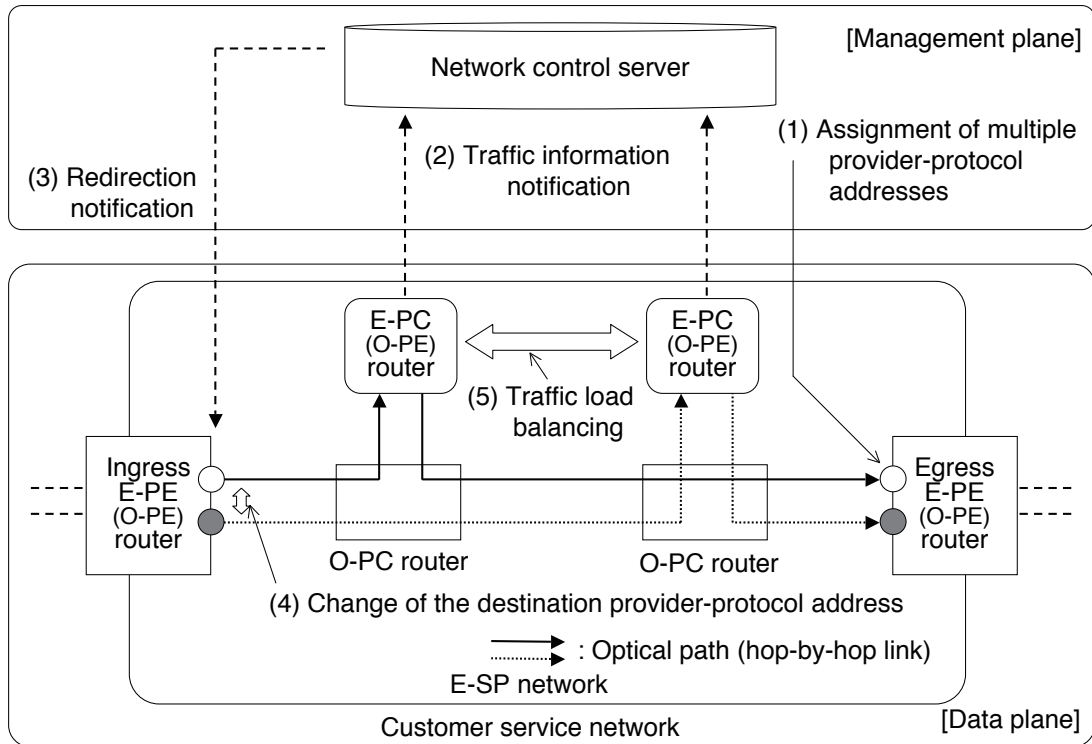 [Management plane]
Network control server
(1) Assignment of multiple
provider-protocol
addresses
(2) Traffic information
notification
(3) Redirection
notification
E-PC
(O-PE)
router
E-PC
(O-PE)
router
(5) Traffic load
balancing
Ingress
E-PE
(O-PE)
router
Egress
E-PE
(O-PE)
router
O-PC router
O-PC router
(4) Change of the destination provider-protocol address
: Optical path (hop-by-hop link)
E-SP network
Customer service network
[Data plane]